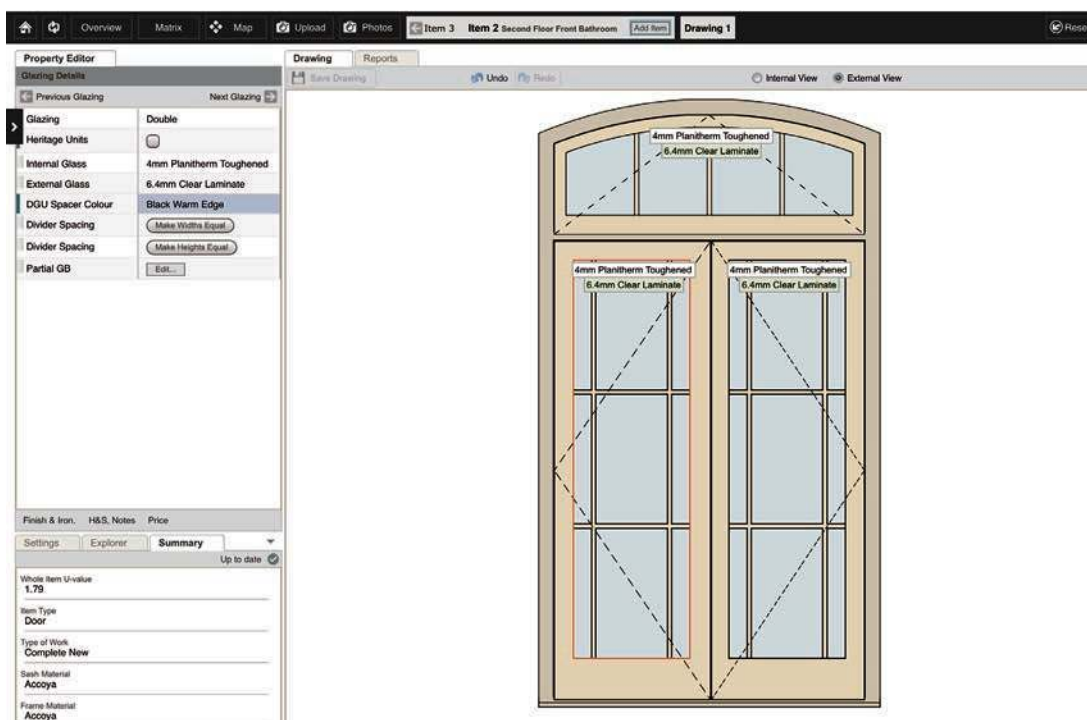 Overview Matrix Map Upload Photos Item 3 Item 2 Second Floor Front Bathroom Add Item Drawing 1
Property Editor
Glazing Details
Previous Glazing Next Glazing
Glazing Double
Heritage Units
Internal Glass 4mm Planitherm Toughened
External Glass 6.4mm Clear Laminate
DGU Spacer Colour Black Warm Edge
Divider Spacing Make Widths Equal
Divider Spacing Make Heights Equal
Partial GB Edit...
Finish & Iron. H&S, Notes Price
Settings Explorer Summary
Up to date
Whole Item U-value
1.79
Item Type
Door
Type of Work
Complete New
Sash Material
Accoya
Frame Material
Accoya
Drawing Reports
Save Drawing Undo Redo Internal View External View
4mm Planitherm Toughened
6.4mm Clear Laminate
4mm Planitherm Toughened 4mm Planitherm Toughened
6.4mm Clear Laminate 6.4mm Clear Laminate